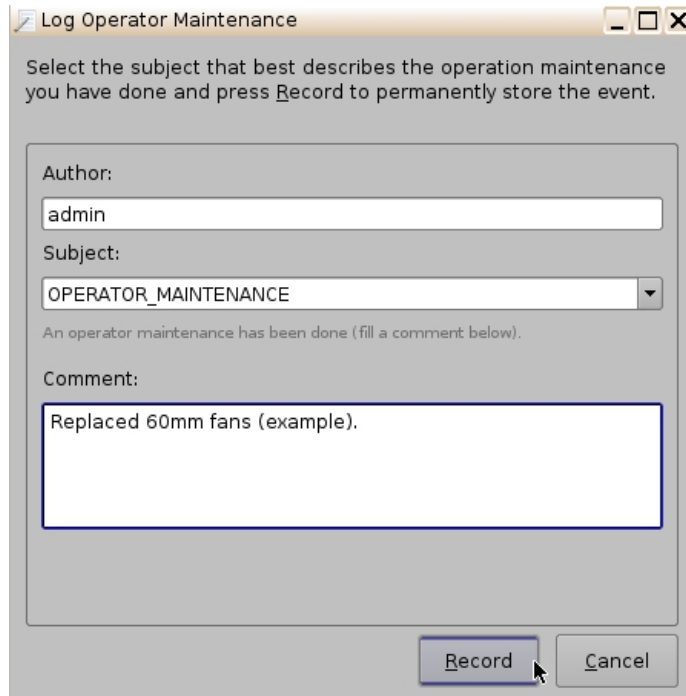 Log Operator Maintenance
Select the subject that best describes the operation maintenance
you have done and press Record to permanently store the event.
Author:
admin
Subject:
OPERATOR_MAINTENANCE
An operator maintenance has been done (fill a comment below).
Comment:
Replaced 60mm fans (example).
Record
Cancel